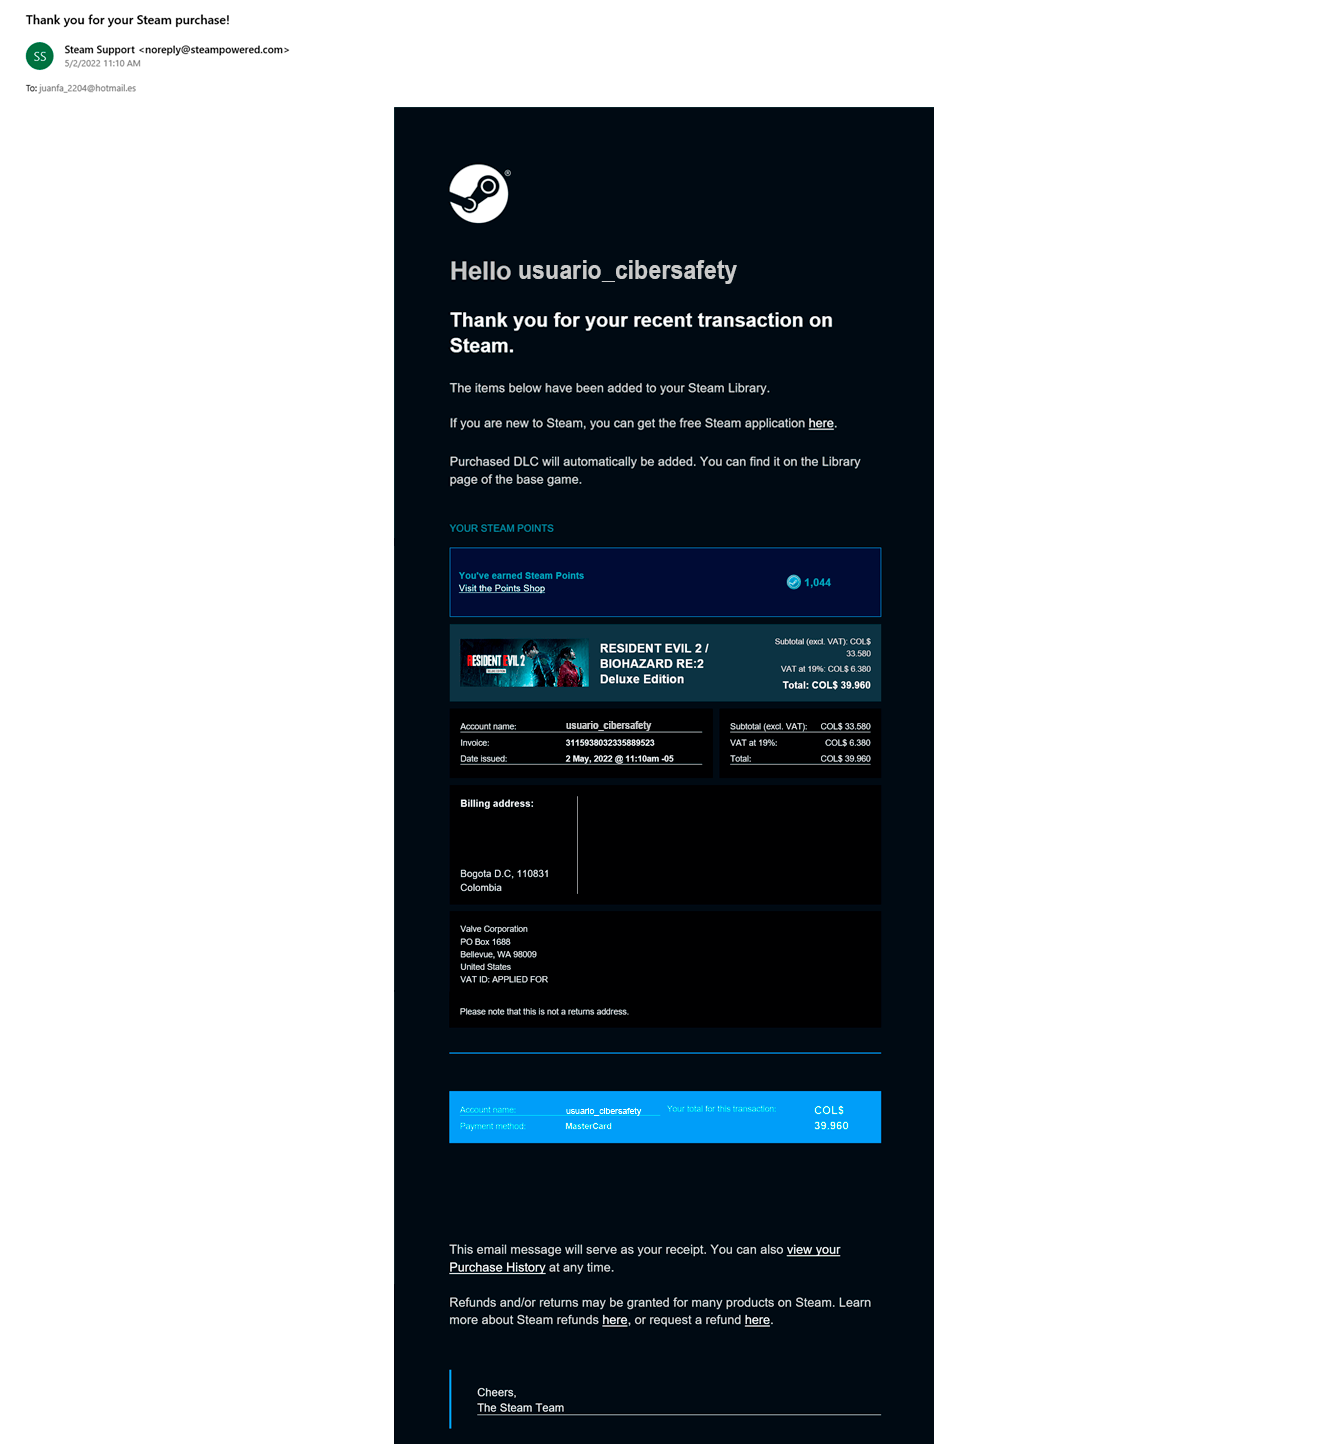 Thank you for your Steam purchase!
SS
Steam Support <noreply@steampowered.com>
5/2/2022 11:10 AM
To: juanfa_2204@hotmail.es
®
Hello usuario_cibersafety
Thank you for your recent transaction on
Steam.
The items below have been added to your Steam Library.
If you are new to Steam, you can get the free Steam application here.
Purchased DLC will automatically be added. You can find it on the Library
page of the base game.
YOUR STEAM POINTS
You've earned Steam Points
Visit the Points Shop
1,044
RESIDENT EVIL 2
RESIDENT EVIL 2 /
BIOHAZARD RE:2
Deluxe Edition
Subtotal (excl. VAT): COL$
33.580
VAT at 19%: COL$ 6.380
Total: COL$ 39.960
Account name: usuario_cibersafety
Invoice: 3115938032335889523
Date issued: 2 May, 2022 @ 11:10am -05
Subtotal (excl. VAT): COL$ 33.580
VAT at 19%: COL$ 6.380
Total: COL$ 39.960
Billing address:
Bogota D.C, 110831
Colombia
Valve Corporation
PO Box 1688
Bellevue, WA 98009
United States
VAT ID: APPLIED FOR
Please note that this is not a returns address.
Account name: usuario_cibersafety
Payment method: MasterCard
Your total for this transaction:
COL$
39.960
This email message will serve as your receipt. You can also view your
Purchase History at any time.
Refunds and/or returns may be granted for many products on Steam. Learn
more about Steam refunds here, or request a refund here.
Cheers,
The Steam Team